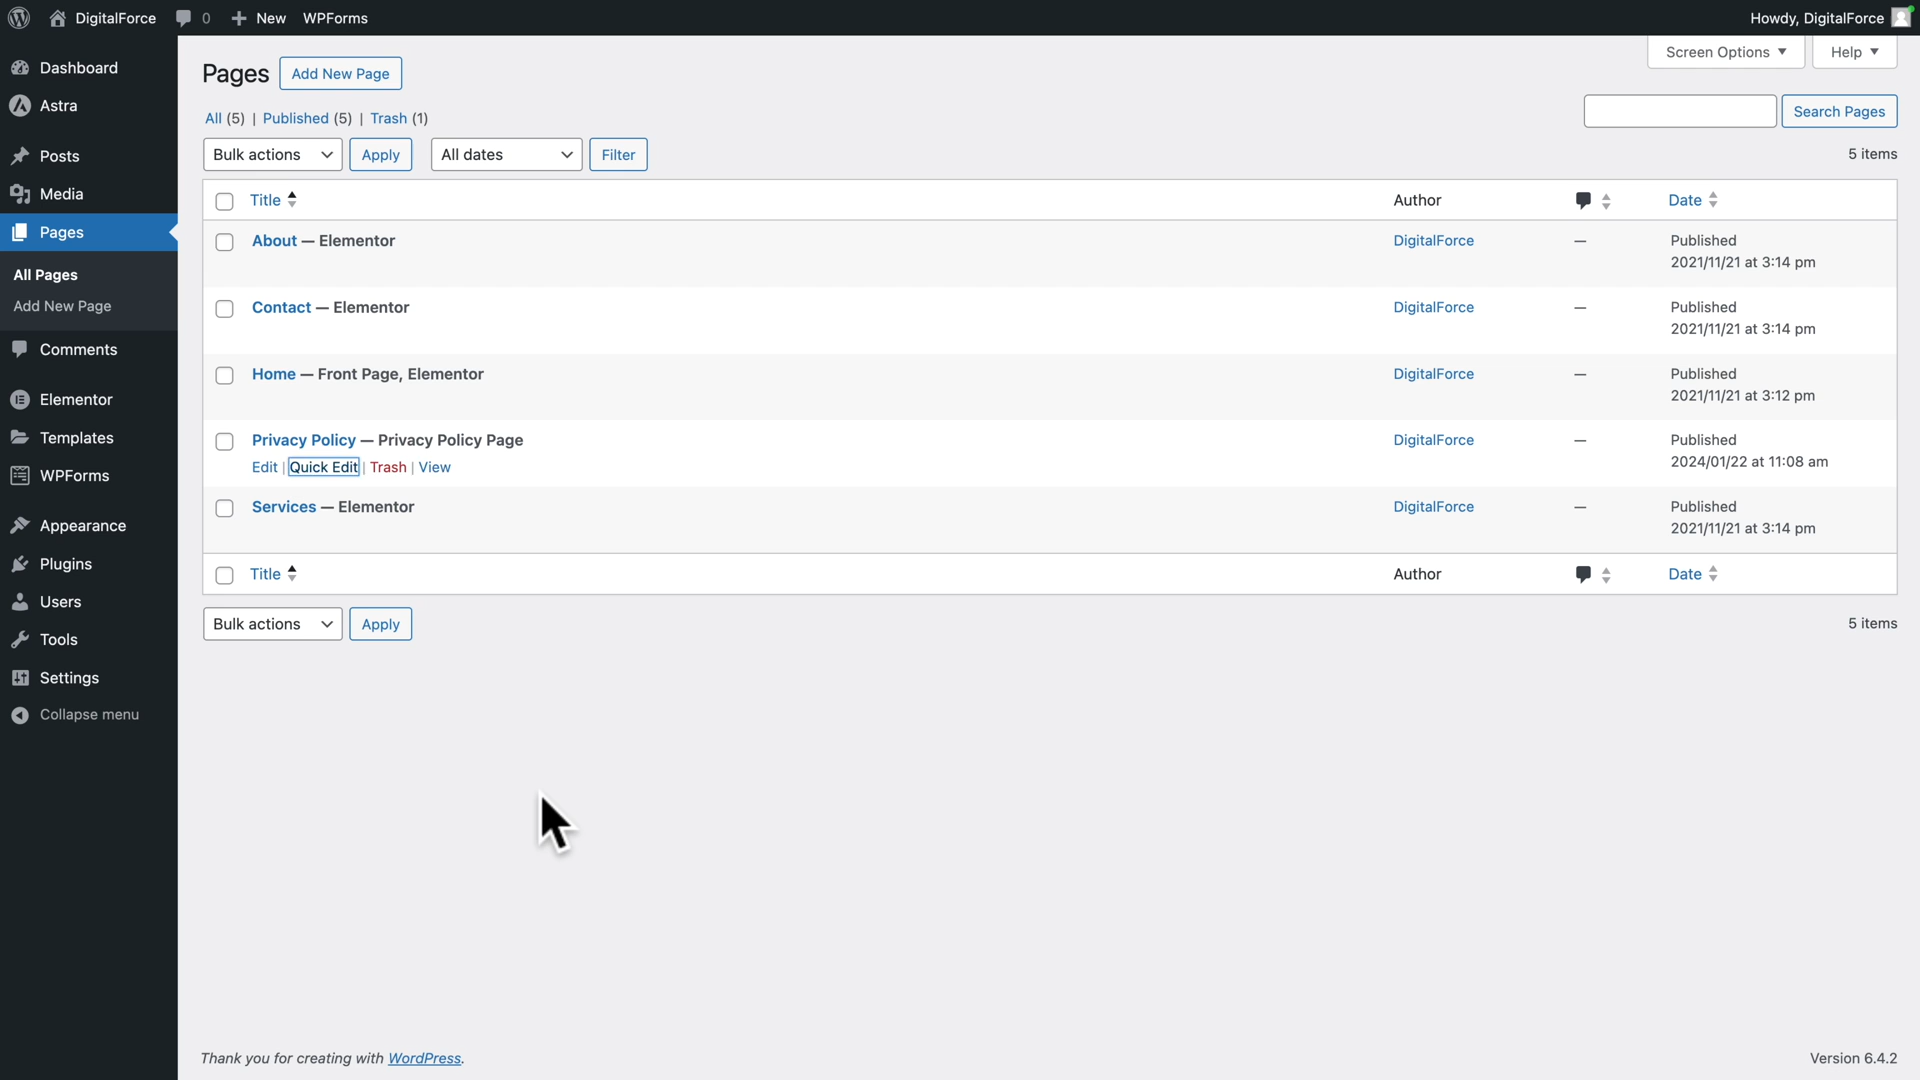 DigitalForce 0 New WPForms Howdy, DigitalForce
Dashboard
Astra
Posts
Media
Pages
All Pages
Add New Page
Comments
Elementor
Templates
WPForms
Appearance
Plugins
Users
Tools
Settings
Collapse menu
Screen Options Help
Pages Add New Page
All (5) | Published (5) | Trash (1)
Search Pages
Bulk actions Apply All dates Filter 5 items
Title Author Date
About — Elementor DigitalForce — Published
2021/11/21 at 3:14 pm
Contact — Elementor DigitalForce — Published
2021/11/21 at 3:14 pm
Home — Front Page, Elementor DigitalForce — Published
2021/11/21 at 3:12 pm
Privacy Policy — Privacy Policy Page DigitalForce — Published
Edit | Quick Edit | Trash | View 2024/01/22 at 11:08 am
Services — Elementor DigitalForce — Published
2021/11/21 at 3:14 pm
Title Author Date
Bulk actions Apply 5 items
Thank you for creating with WordPress. Version 6.4.2